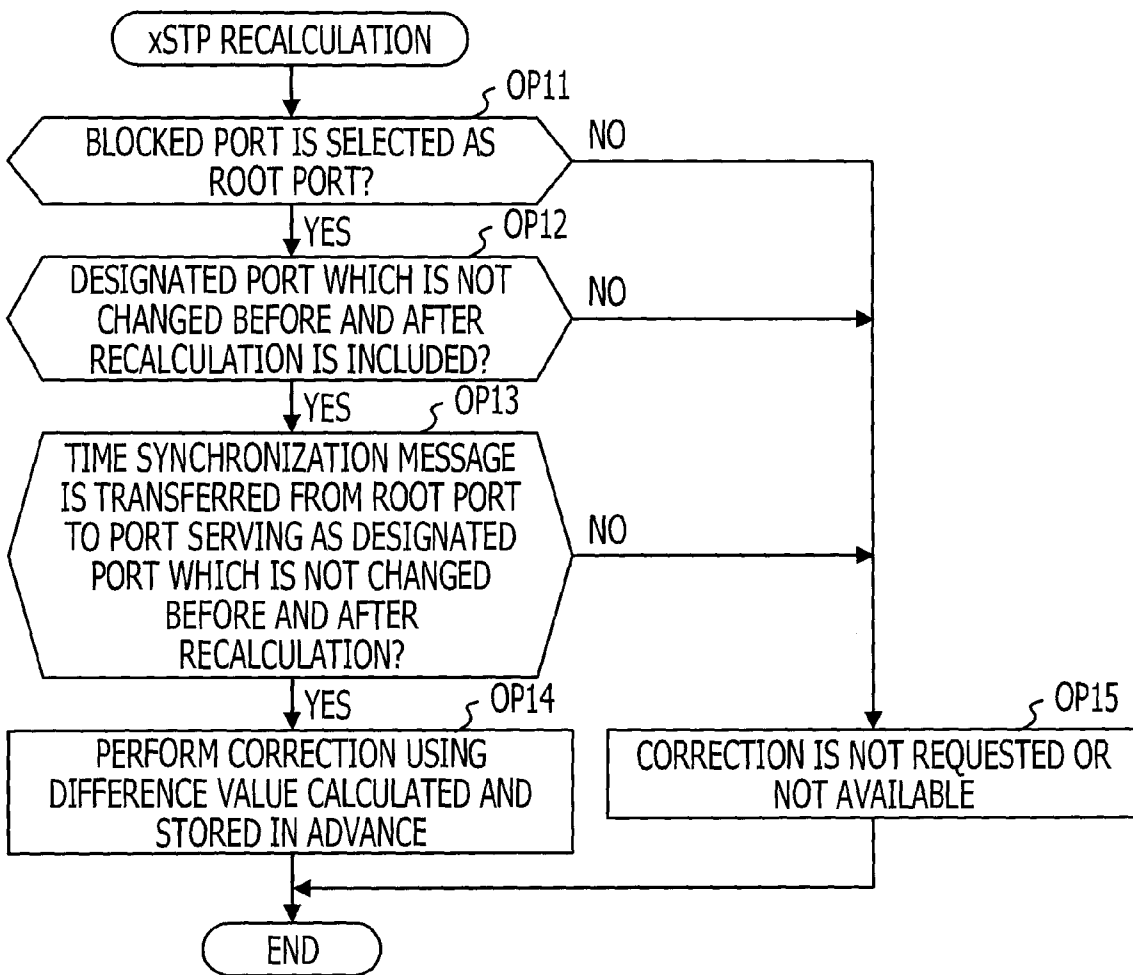 xSTP RECALCULATION
OP11
BLOCKED PORT IS SELECTED AS
ROOT PORT?
NO
YES
OP12
DESIGNATED PORT WHICH IS NOT
CHANGED BEFORE AND AFTER
RECALCULATION IS INCLUDED?
NO
YES
OP13
TIME SYNCHRONIZATION MESSAGE
IS TRANSFERRED FROM ROOT PORT
TO PORT SERVING AS DESIGNATED
PORT WHICH IS NOT CHANGED
BEFORE AND AFTER
RECALCULATION?
NO
YES
OP14
PERFORM CORRECTION USING
DIFFERENCE VALUE CALCULATED AND
STORED IN ADVANCE
OP15
CORRECTION IS NOT REQUESTED OR
NOT AVAILABLE
END